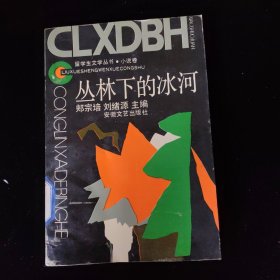 CLXDBH
留学生文学丛书●小说卷
LIUXUESHENGWENXUECONGSHU
丛林下的冰河
郑宗培 刘绪源 主编
安徽文艺出版社
CONGLINXIADEBINGHE